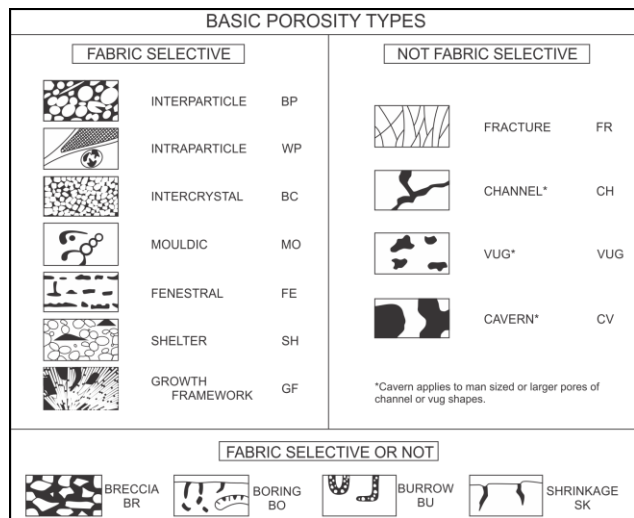 BASIC POROSITY TYPES
FABRIC SELECTIVE
INTERPARTICLE BP
INTRAPARTICLE WP
INTERCRYSTAL BC
MOULDIC MO
FENESTRAL FE
SHELTER SH
GROWTH
FRAMEWORK GF
NOT FABRIC SELECTIVE
FRACTURE FR
CHANNEL* CH
VUG* VUG
CAVERN* CV
*Cavern applies to man sized or larger pores of
channel or vug shapes.
FABRIC SELECTIVE OR NOT
BRECCIA
BR
BORING
BO
BURROW
BU
SHRINKAGE
SK